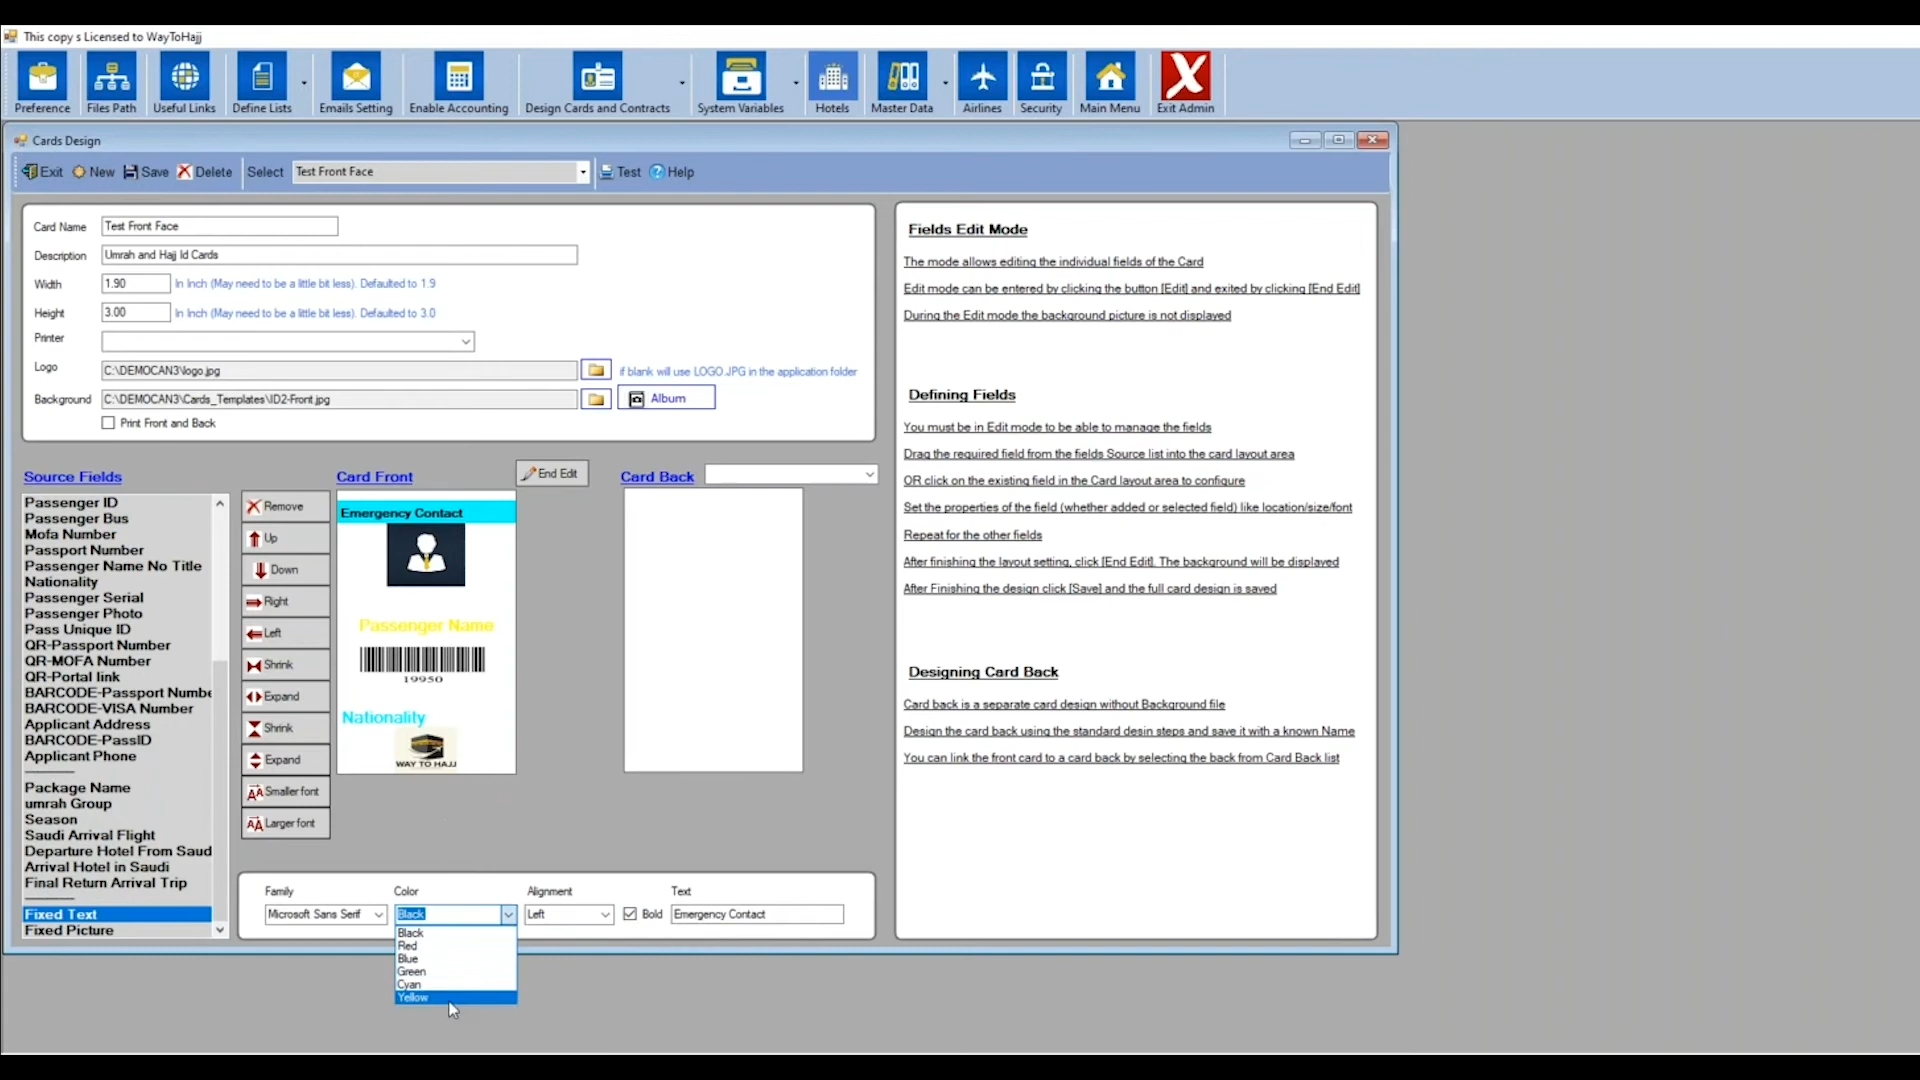 This copy s Licensed to WayToHajj
Preference Files Path Useful Links Define Lists Emails Setting Enable Accounting Design Cards and Contracts System Variables Hotels Master Data Airlines Security Main Menu Exit Admin
Cards Design
Exit New Save Delete Select Test Front Face Test Help
Card Name Test Front Face
Description Umrah and Hajj Id Cards
Width 1.90 In Inch (May need to be a little bit less). Defaulted to 1.9
Height 3.00 In Inch (May need to be a little bit less). Defaulted to 3.0
Printer
Logo C:\DEMOCAN3\logo.jpg if blank will use LOGO.JPG in the application folder
Background C:\DEMOCAN3\Cards_Templates\ID2-Front.jpg Album
Print Front and Back
Source Fields
Passenger ID
Passenger Bus
Mofa Number
Passport Number
Passenger Name No Title
Nationality
Passenger Serial
Passenger Photo
Pass Unique ID
QR-Passport Number
QR-MOFA Number
QR-Portal link
BARCODE-Passport Numbe
BARCODE-VISA Number
Applicant Address
BARCODE-PassID
Applicant Phone
Package Name
umrah Group
Season
Saudi Arrival Flight
Departure Hotel From Saud
Arrival Hotel in Saudi
Final Return Arrival Trip
Fixed Text
Fixed Picture
Remove
Up
Down
Right
Left
Shrink
Expand
Shrink
Expand
AA Smaller font
AA Larger font
Card Front End Edit
Emergency Contact
Passenger Name
19950
Nationality
WAY TO HAJJ
Card Back
Family Color Alignment Text
Microsoft Sans Serif Black Left Bold Emergency Contact
Black
Red
Blue
Green
Cyan
Yellow
Fields Edit Mode
The mode allows editing the individual fields of the Card
Edit mode can be entered by clicking the button [Edit] and exited by clicking [End Edit]
During the Edit mode the background picture is not displayed
Defining Fields
You must be in Edit mode to be able to manage the fields
Drag the required field from the fields Source list into the card layout area
OR click on the existing field in the Card layout area to configure
Set the properties of the field (whether added or selected field) like location/size/font
Repeat for the other fields
After finishing the layout setting, click [End Edit]. The background will be displayed
After Finishing the design click [Save] and the full card design is saved
Designing Card Back
Card back is a separate card design without Background file
Design the card back using the standard desin steps and save it with a known Name
You can link the front card to a card back by selecting the back from Card Back list